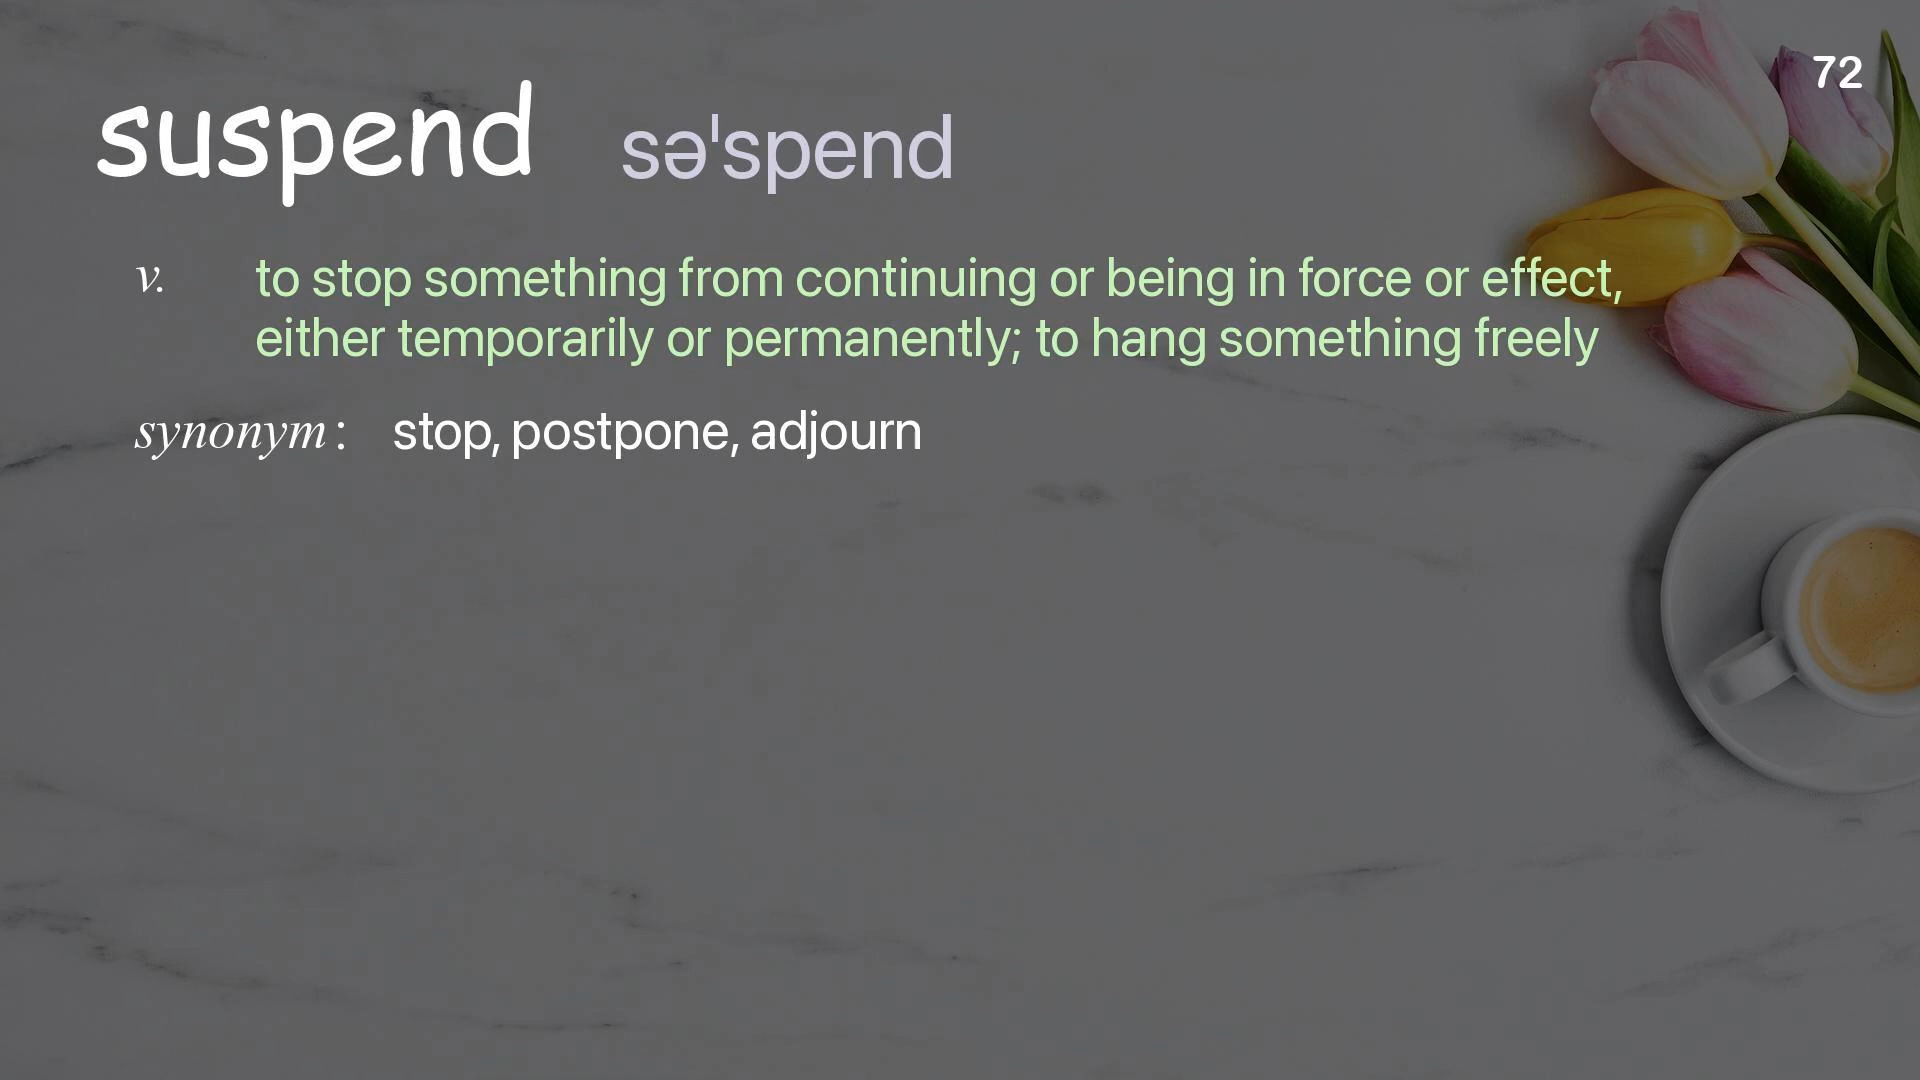 72
suspend səˈspend
v. to stop something from continuing or being in force or effect,
either temporarily or permanently; to hang something freely
synonym : stop, postpone, adjourn